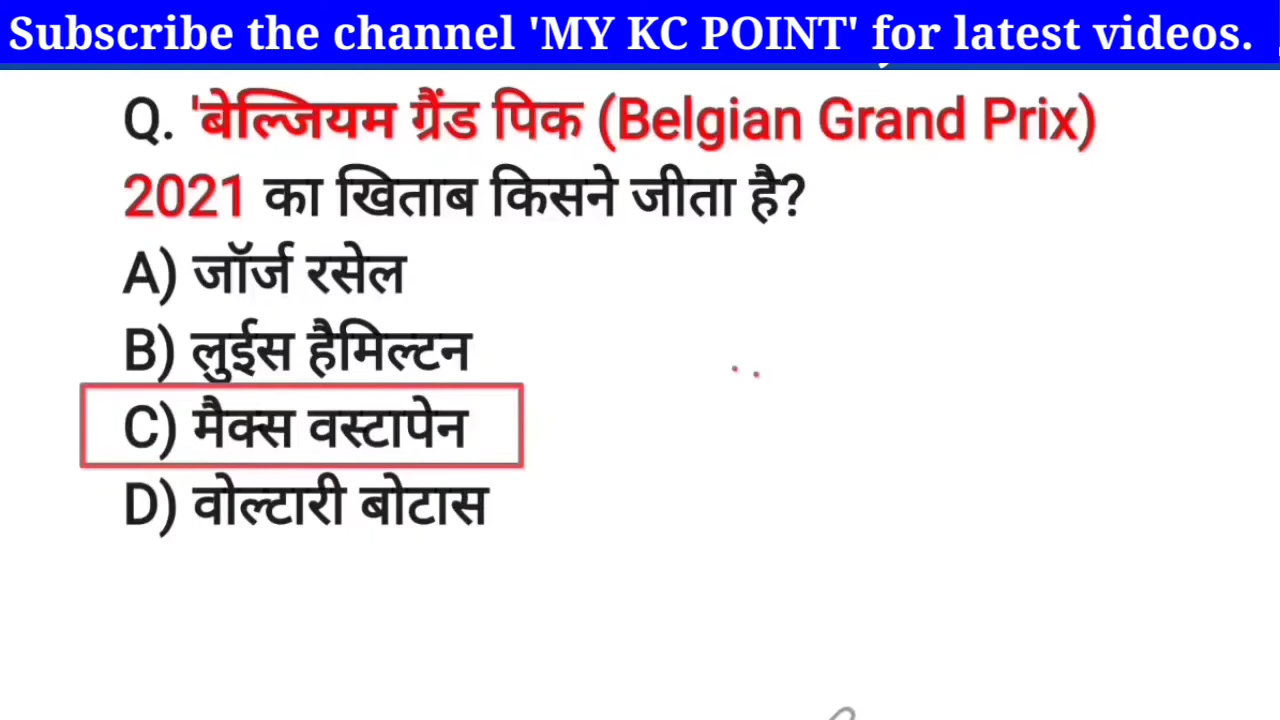 Subscribe the channel 'MY KC POINT' for latest videos.
Q. 'बेल्जियम ग्रैंड पिक (Belgian Grand Prix)
2021 का खिताब किसने जीता है?
A) जॉर्ज रसेल
B) लुईस हैमिल्टन
C) मैक्स वस्टापेन
D) वोल्टारी बोटास